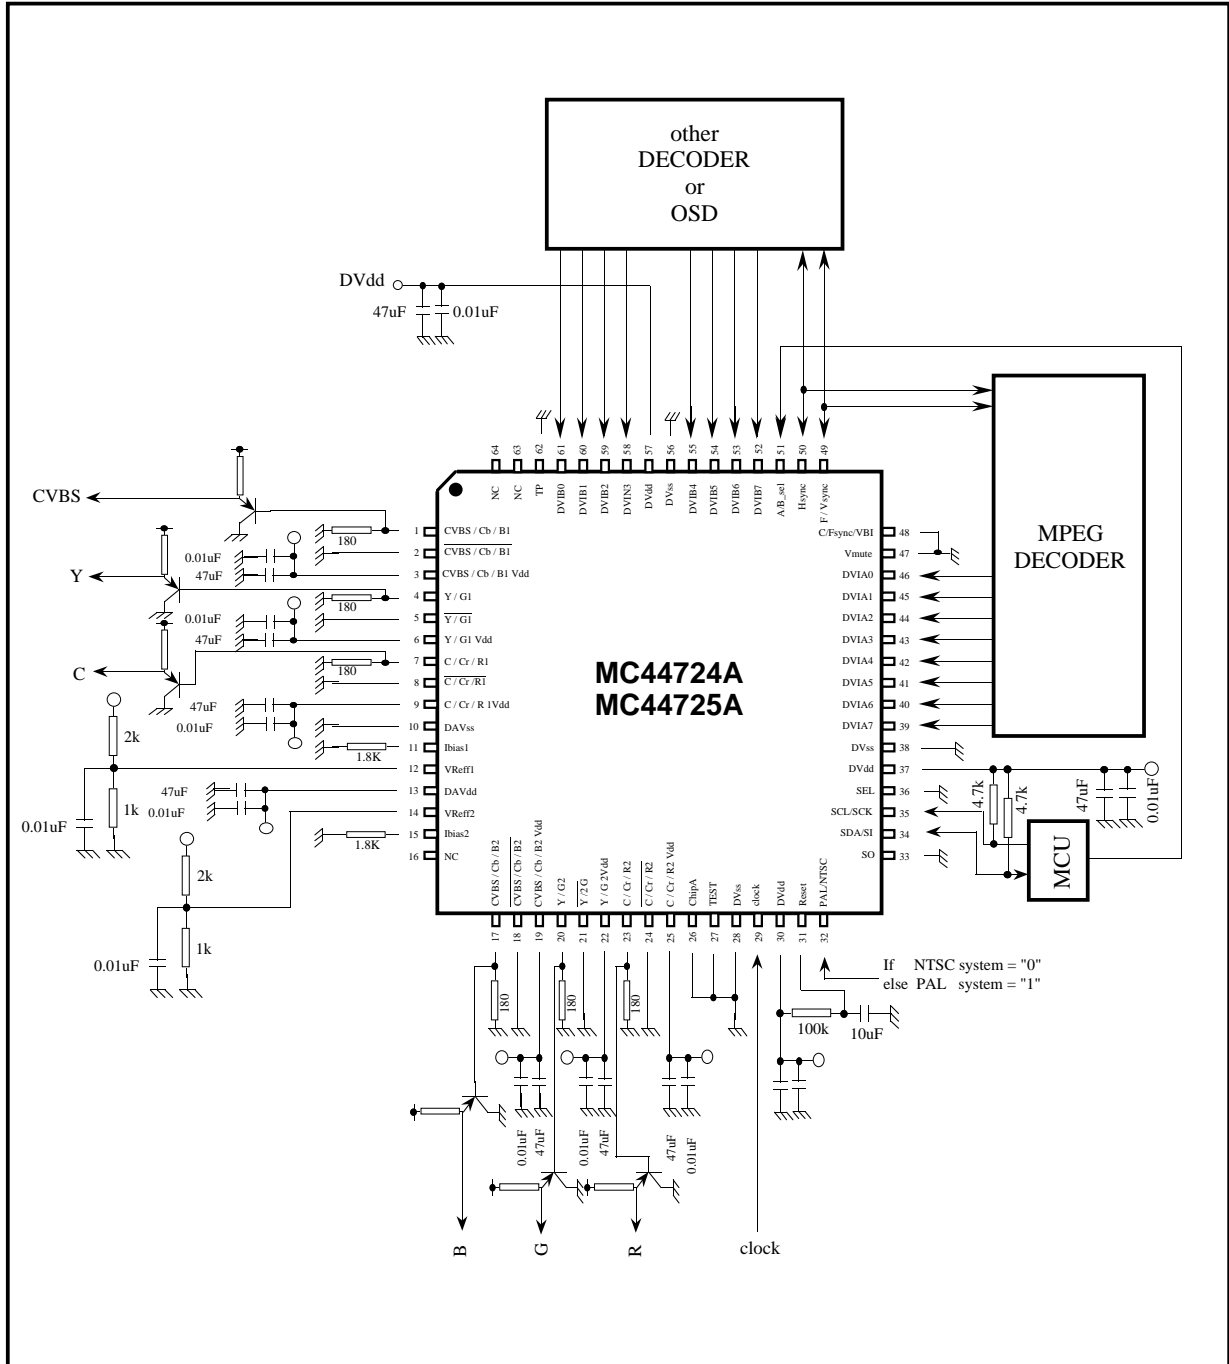 other
DECODER
or
OSD
DVdd
47uF
0.01uF
64
63
62
61
60
59
58
57
56
55
54
53
52
51
50
49
NC
NC
TP
DVIB0
DVIB1
DVIB2
DVIN3
DVdd
DVss
DVIB4
DVIB5
DVIB6
DVIB7
A/B_sel
Hsync
F / Vsync
MPEG
DECODER
CVBS
Y
C
180
0.01uF
47uF
180
0.01uF
47uF
180
47uF
0.01uF
1.8K
2k
1k
0.01uF
47uF
0.01uF
1.8K
2k
1k
0.01uF
1 CVBS / Cb / B1
2 CVBS / Cb / B1
3 CVBS / Cb / B1 Vdd
4 Y / G1
5 Y / G1
6 Y / G1 Vdd
7 C / Cr / R1
8 C / Cr /R1
9 C / Cr / R 1Vdd
10 DAVss
11 Ibias1
12 VReff1
13 DAVdd
14 VReff2
15 Ibias2
16 NC
MC44724A
MC44725A
C/Fsync/VBI 48
Vmute 47
DVIA0 46
DVIA1 45
DVIA2 44
DVIA3 43
DVIA4 42
DVIA5 41
DVIA6 40
DVIA7 39
DVss 38
DVdd 37
SEL 36
SCL/SCK 35
SDA/SI 34
SO 33
4.7k
4.7k
47uF
0.01uF
MCU
CVBS / Cb / B2
CVBS / Cb / B2
CVBS / Cb / B2 Vdd
Y / G2
Y /2 G
Y / G 2Vdd
C / Cr / R2
C / Cr / R2
C / Cr / R2 Vdd
ChipA
TEST
DVss
clock
DVdd
Reset
PAL/NTSC
17
18
19
20
21
22
23
24
25
26
27
28
29
30
31
32
If NTSC system = "0"
else PAL system = "1"
180
180
180
100k
10uF
0.01uF
47uF
0.01uF
47uF
47uF
0.01uF
B
G
R
clock